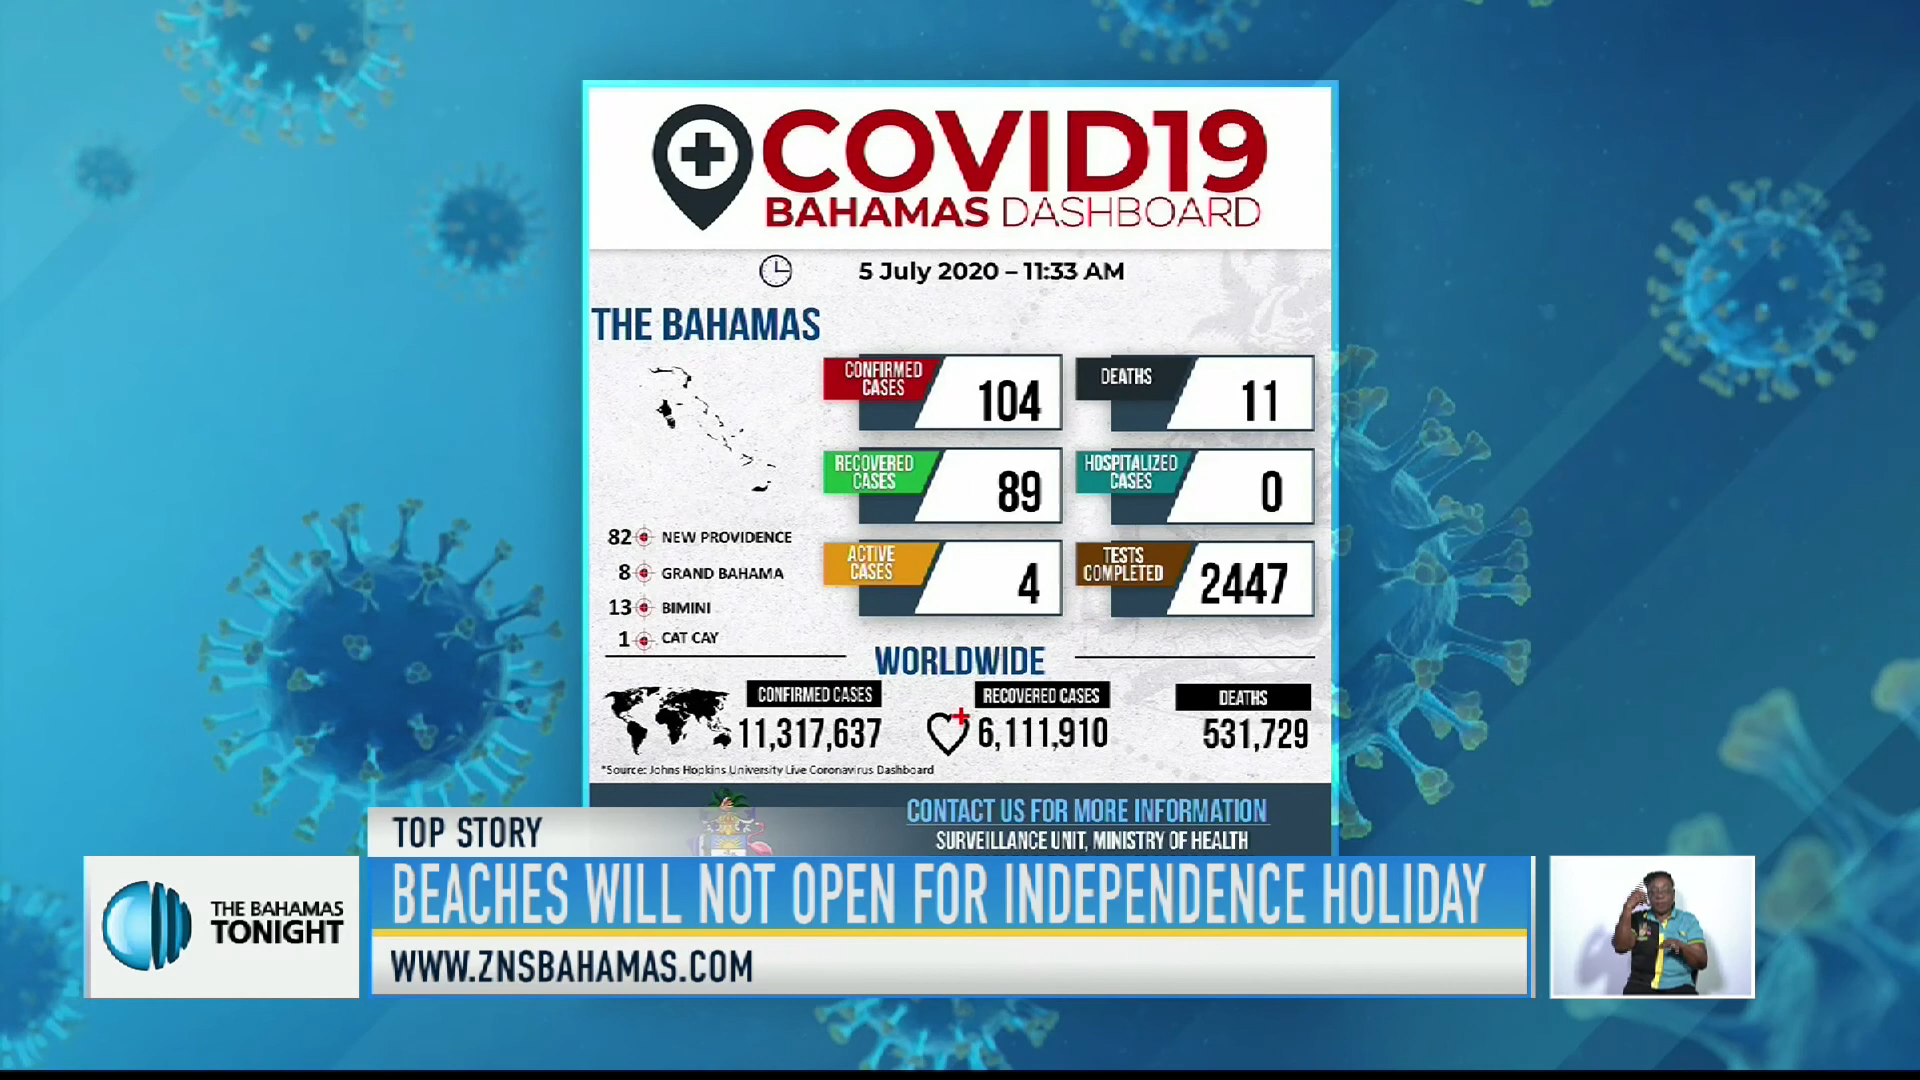 COVID19
BAHAMAS DASHBOARD
5 July 2020 – 11:33 AM
THE BAHAMAS
CONFIRMED CASES 104
DEATHS 11
RECOVERED CASES 89
HOSPITALIZED CASES 0
ACTIVE CASES 4
TESTS COMPLETED 2447
82 NEW PROVIDENCE
8 GRAND BAHAMA
13 BIMINI
1 CAT CAY
WORLDWIDE
CONFIRMED CASES
11,317,637
RECOVERED CASES
6,111,910
DEATHS
531,729
*Source: Johns Hopkins University Live Coronavirus Dashboard
CONTACT US FOR MORE INFORMATION
SURVEILLANCE UNIT, MINISTRY OF HEALTH
TOP STORY
BEACHES WILL NOT OPEN FOR INDEPENDENCE HOLIDAY
WWW.ZNSBAHAMAS.COM
THE BAHAMAS
TONIGHT